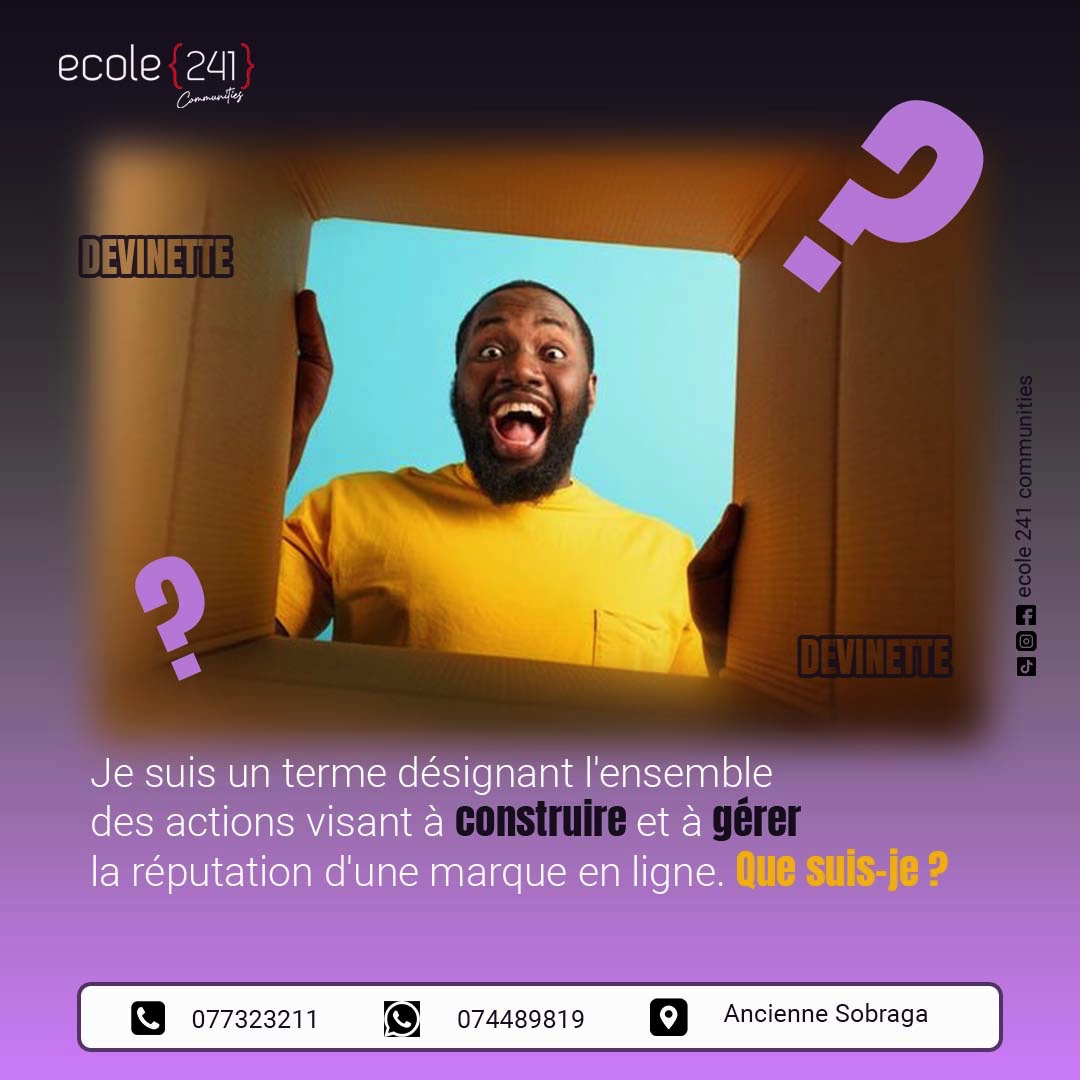 ecole {241}
Communities
DEVINETTE
ecole 241 communities
DEVINETTE
Je suis un terme désignant l'ensemble
des actions visant à construire et à gérer
la réputation d'une marque en ligne. Que suis-je ?
077323211 074489819 Ancienne Sobraga